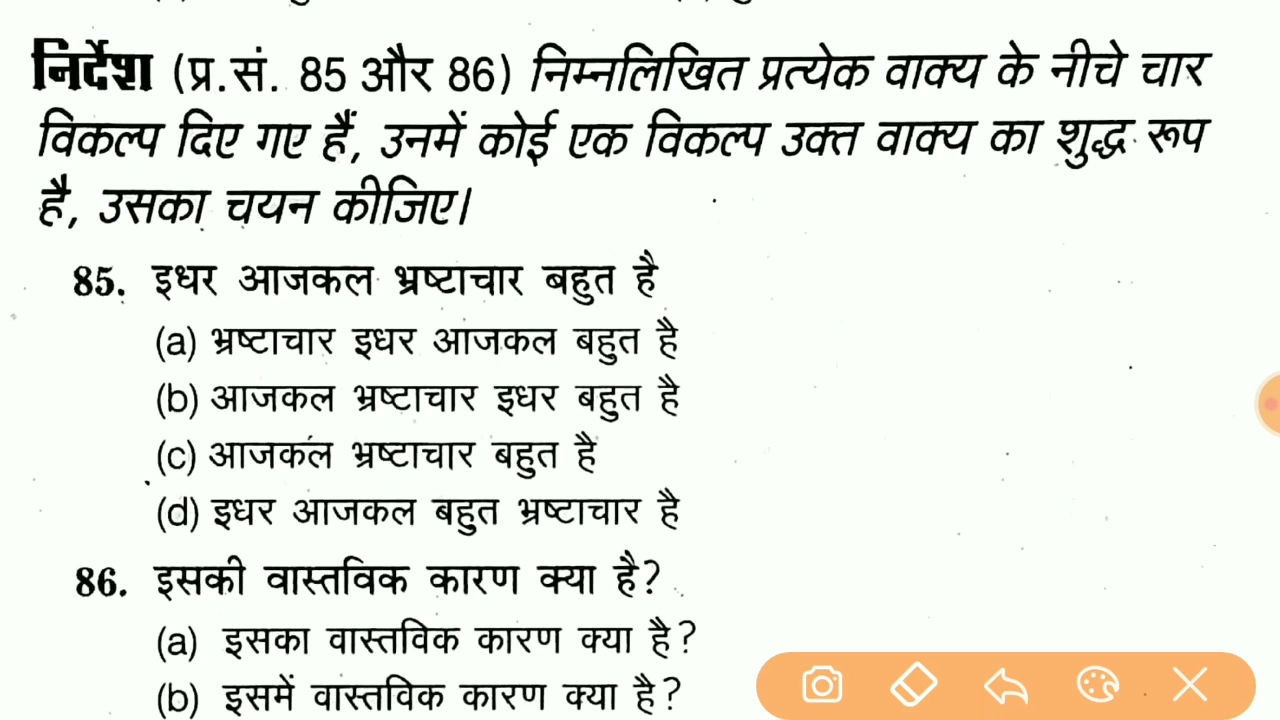 निर्देश (प्र.सं. 85 और 86) निम्नलिखित प्रत्येक वाक्य के नीचे चार
विकल्प दिए गए हैं, उनमें कोई एक विकल्प उक्त वाक्य का शुद्ध रूप
है, उसका चयन कीजिए।
85. इधर आजकल भ्रष्टाचार बहुत है
(a) भ्रष्टाचार इधर आजकल बहुत है
(b) आजकल भ्रष्टाचार इधर बहुत है
(c) आजकल भ्रष्टाचार बहुत है
(d) इधर आजकल बहुत भ्रष्टाचार है
86. इसकी वास्तविक कारण क्या है?
(a) इसका वास्तविक कारण क्या है?
(b) इसमें वास्तविक कारण क्या है?